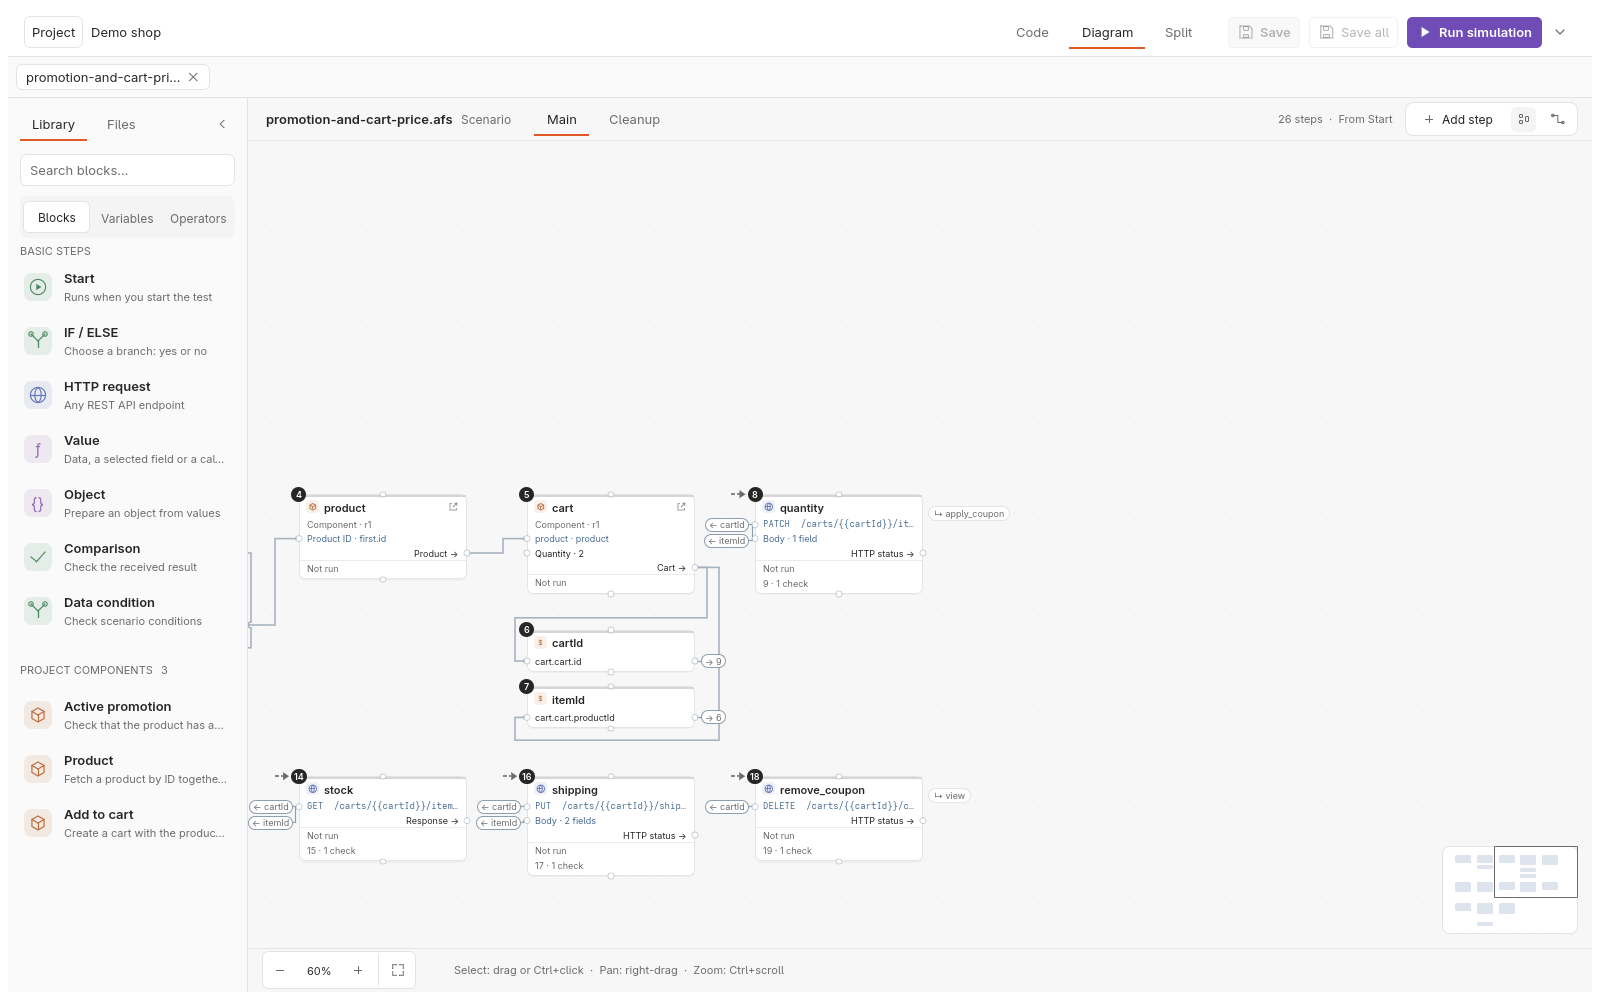 Project Demo shop
Code Diagram Split Save Save all Run simulation
promotion-and-cart-pri...
Library Files
promotion-and-cart-price.afs Scenario Main Cleanup
26 steps · From Start + Add step
Search blocks...
Blocks Variables Operators
BASIC STEPS
Start
Runs when you start the test
IF / ELSE
Choose a branch: yes or no
HTTP request
Any REST API endpoint
Value
Data, a selected field or a cal...
Object
Prepare an object from values
Comparison
Check the received result
Data condition
Check scenario conditions
PROJECT COMPONENTS 3
Active promotion
Check that the product has a...
Product
Fetch a product by ID togethe...
Add to cart
Create a cart with the produc...
4
product
Component · r1
Product ID · first.id
Product →
Not run
5
cart
Component · r1
product · product
Quantity · 2
Cart →
Not run
8
quantity
← cartId
← itemId
PATCH /carts/{{cartId}}/it…
Body · 1 field
HTTP status →
Not run
9 · 1 check
↳ apply_coupon
6
cartId
cart.cart.id
→ 9
7
itemId
cart.cart.productId
→ 6
14
stock
← cartId
← itemId
GET /carts/{{cartId}}/item…
Response →
Not run
15 · 1 check
16
shipping
← cartId
← itemId
PUT /carts/{{cartId}}/ship…
Body · 2 fields
HTTP status →
Not run
17 · 1 check
18
remove_coupon
← cartId
DELETE /carts/{{cartId}}/c…
HTTP status →
Not run
19 · 1 check
↳ view
− 60% +
Select: drag or Ctrl+click · Pan: right-drag · Zoom: Ctrl+scroll